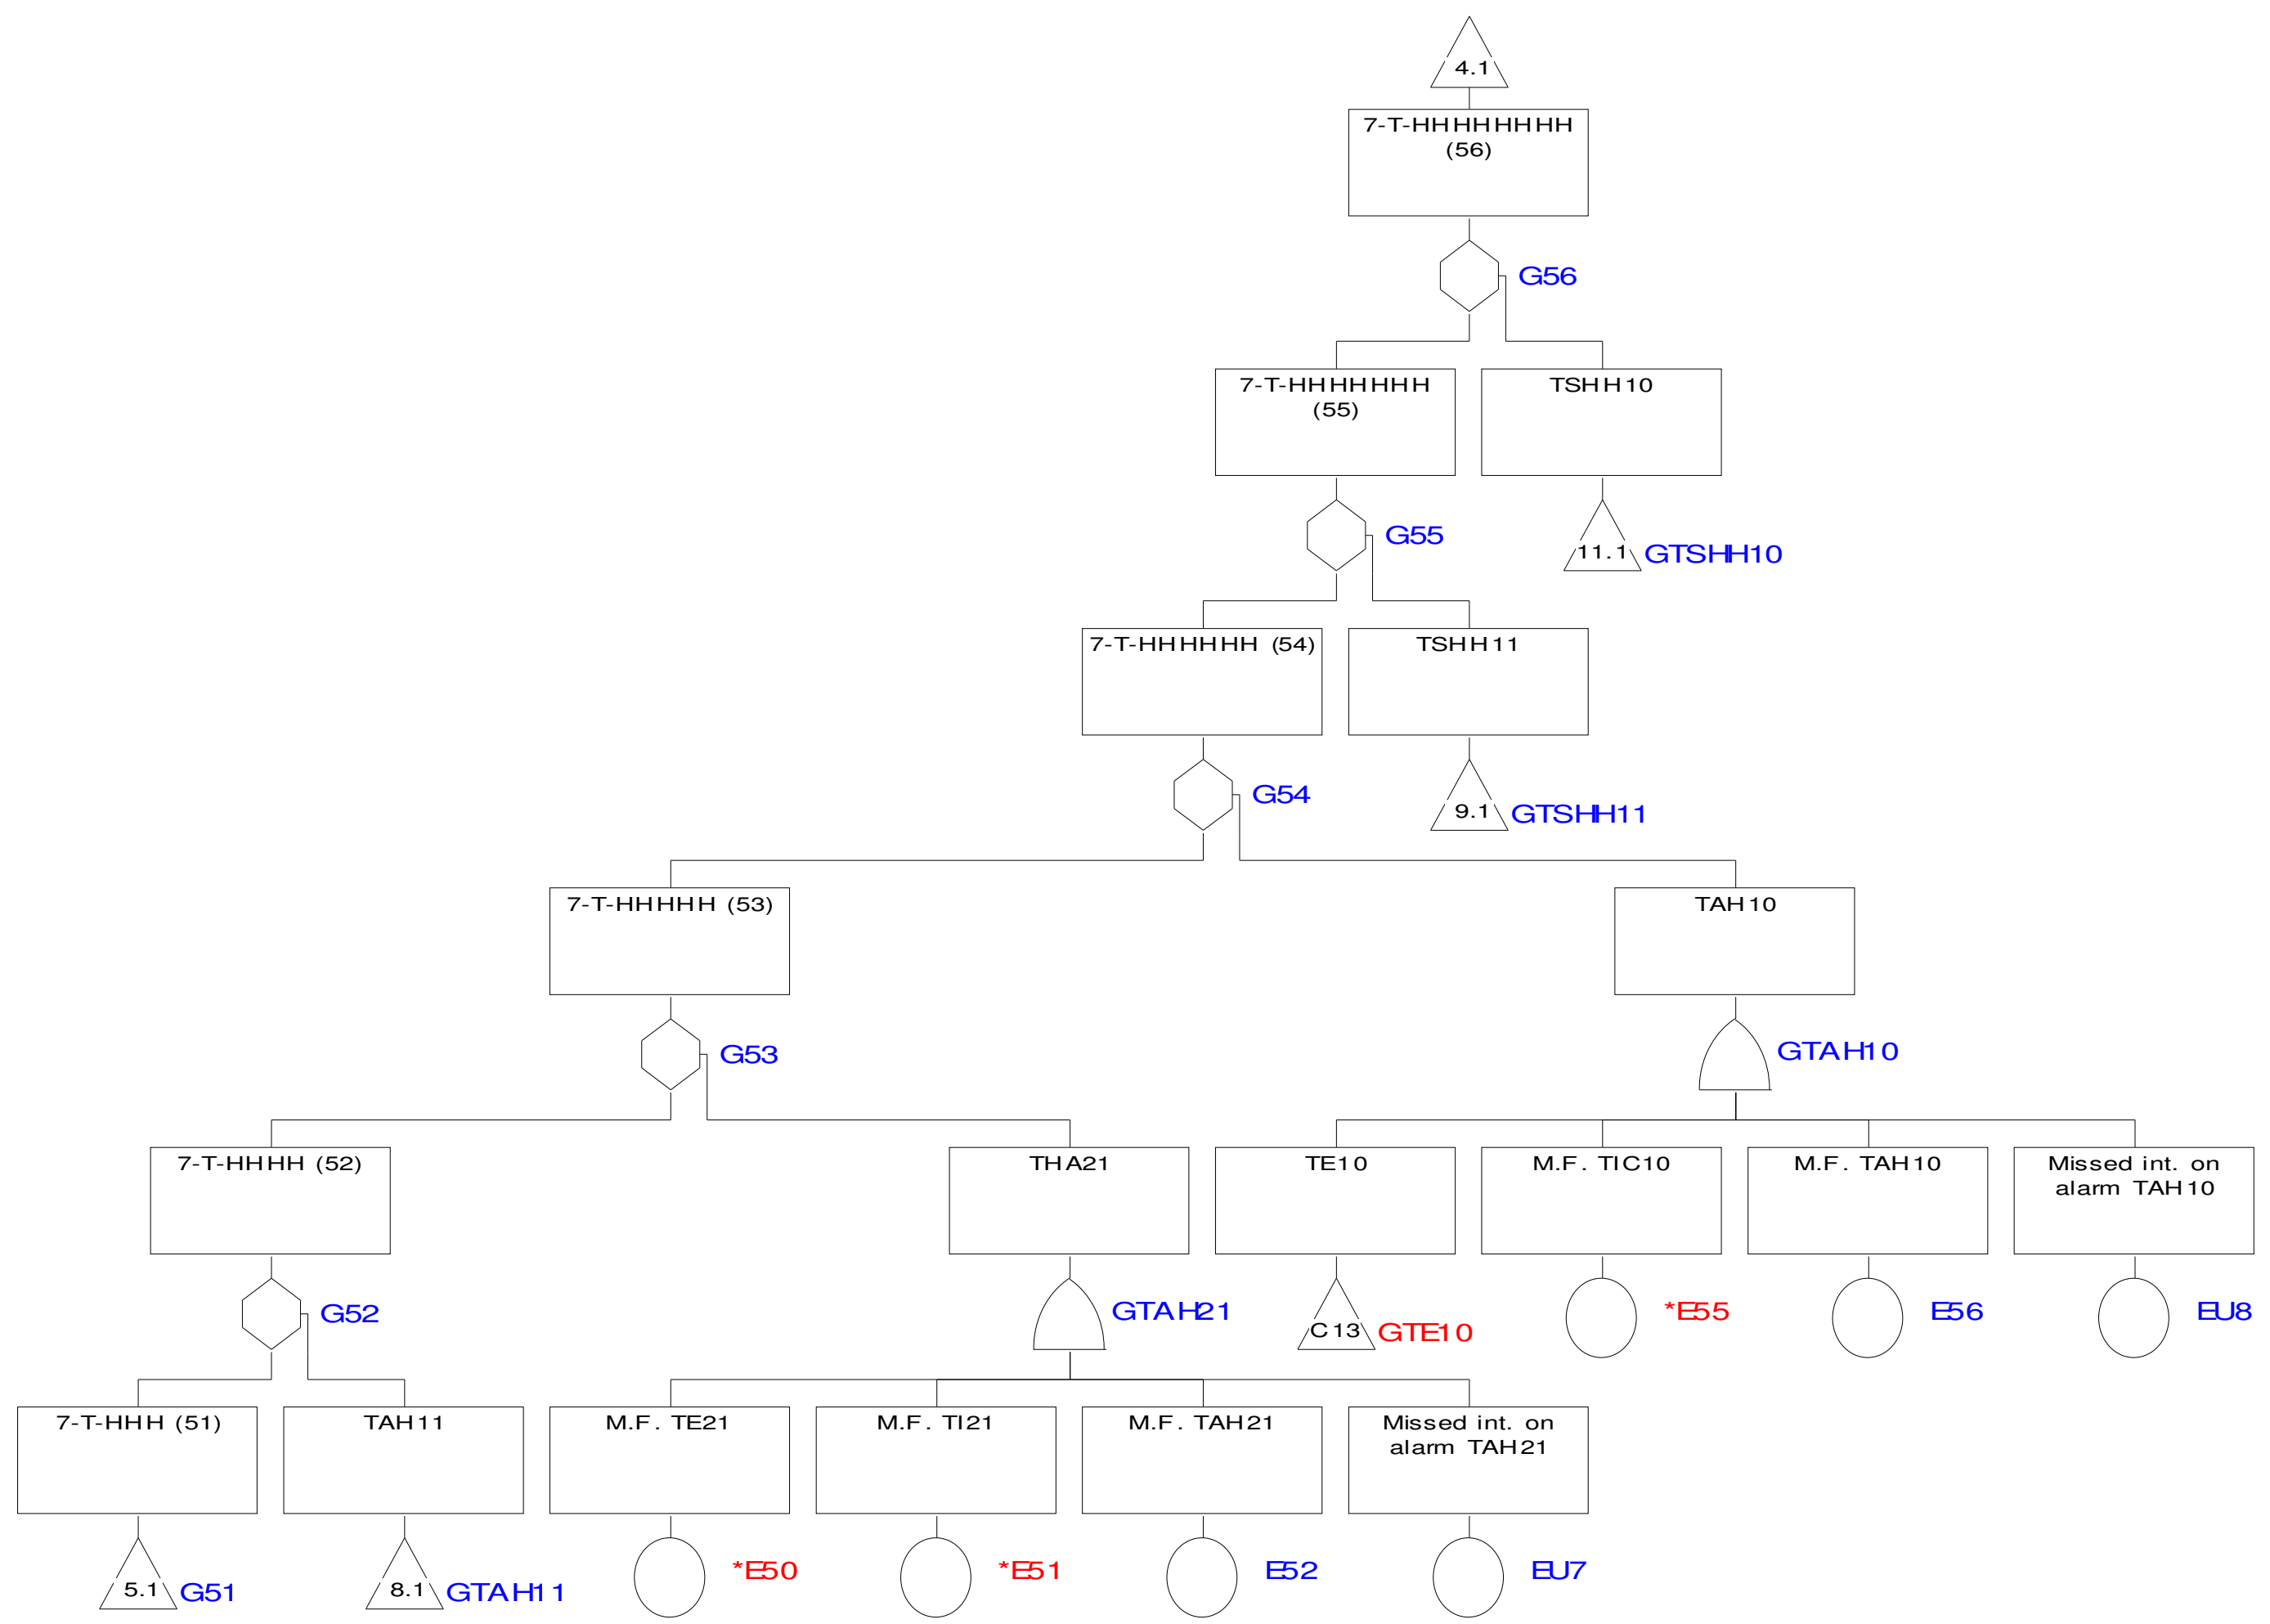 4.1
7-T-HHHHHHHH
(56)
G56
7-T-HHHHHHH
(55)
TSHH10
G55
11.1
GTSHH10
7-T-HHHHHH (54)
TSHH11
G54
9.1
GTSHH11
7-T-HHHHH (53)
TAH10
G53
GTAH10
7-T-HHHH (52)
THA21
TE10
M.F. TIC10
M.F. TAH10
Missed int. on
alarm TAH10
G52
GTAH21
C13
GTE10
*E55
E56
EU8
7-T-HHH (51)
TAH11
M.F. TE21
M.F. TI21
M.F. TAH21
Missed int. on
alarm TAH21
5.1
G51
8.1
GTAH11
*E50
*E51
E52
EU7